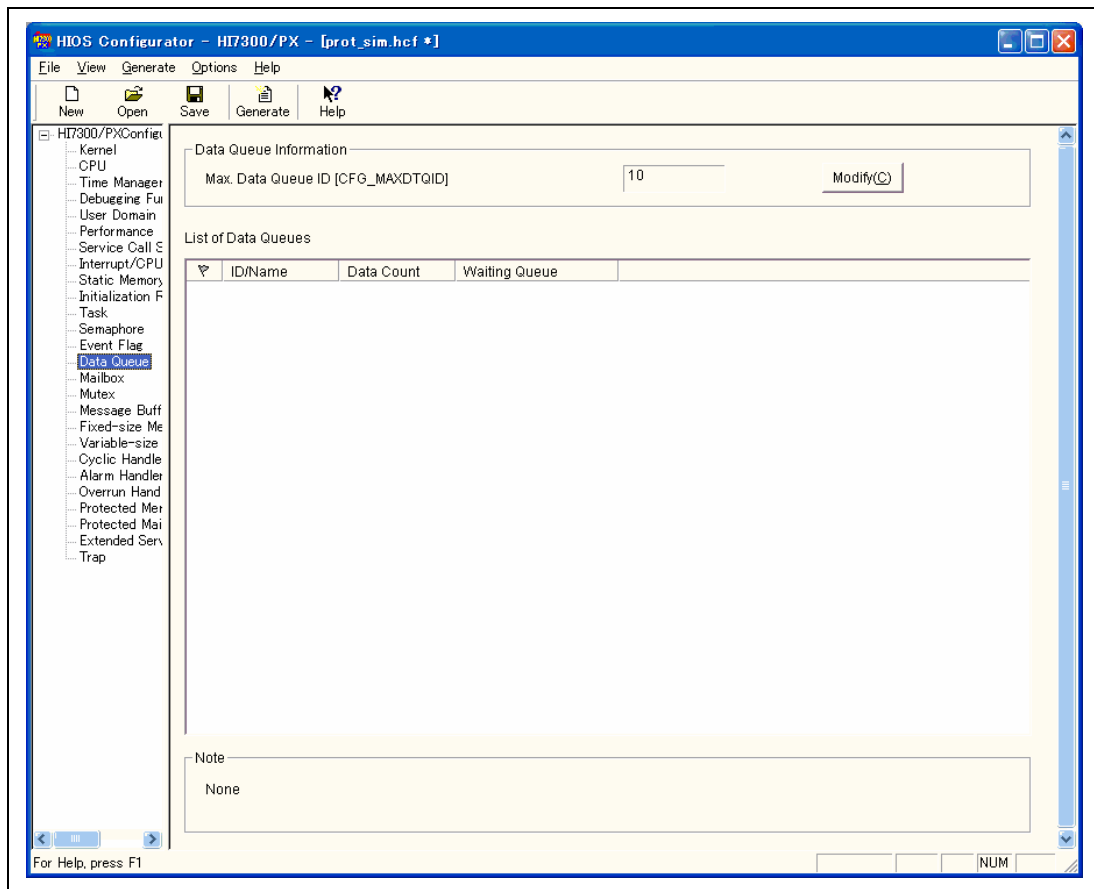 HIOS Configurator - HI7300/PX - [prot_sim.hcf *]
File View Generate Options Help
New Open Save Generate Help
HI7300/PXConfigu
Kernel
CPU
Time Manager
Debugging Fun
User Domain
Performance
Service Call S
Interrupt/CPU
Static Memory
Initialization R
Task
Semaphore
Event Flag
Data Queue
Mailbox
Mutex
Message Buff
Fixed-size Me
Variable-size
Cyclic Handle
Alarm Handler
Overrun Hand
Protected Mer
Protected Mai
Extended Serv
Trap
Data Queue Information
Max. Data Queue ID [CFG_MAXDTQID] 10 Modify(C)
List of Data Queues
ID/Name Data Count Waiting Queue
Note
None
For Help, press F1 NUM